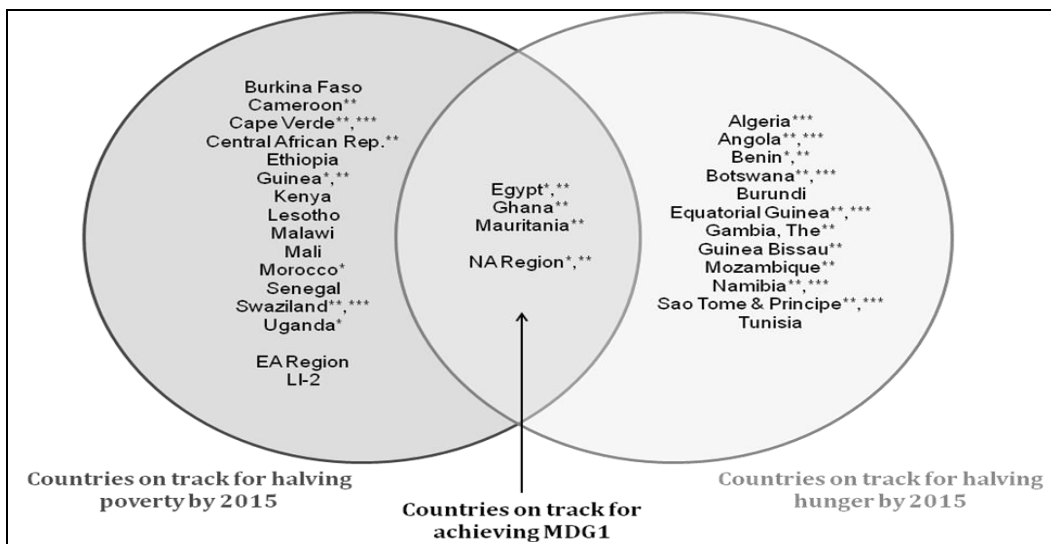 Burkina Faso
Cameroon**
Cape Verde**,***
Central African Rep.**
Ethiopia
Guinea*,**
Kenya
Lesotho
Malawi
Mali
Morocco*
Senegal
Swaziland**,***
Uganda*
EA Region
LI-2
Egypt*,**
Ghana**
Mauritania**
NA Region*,**
Algeria***
Angola**,***
Benin*,**
Botswana**,***
Burundi
Equatorial Guinea**,***
Gambia, The**
Guinea Bissau**
Mozambique**
Namibia**,***
Sao Tome & Principe**,***
Tunisia
Countries on track for halving
poverty by 2015
Countries on track for
achieving MDG1
Countries on track for halving
hunger by 2015